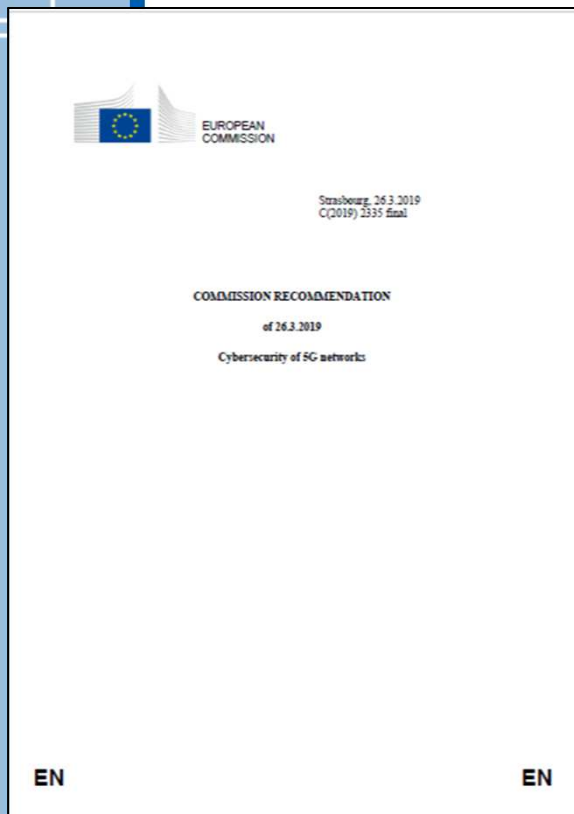 EUROPEAN
COMMISSION
Strasbourg, 26.3.2019
C(2019) 2335 final
COMMISSION RECOMMENDATION
of 26.3.2019
Cybersecurity of 5G networks
EN
EN